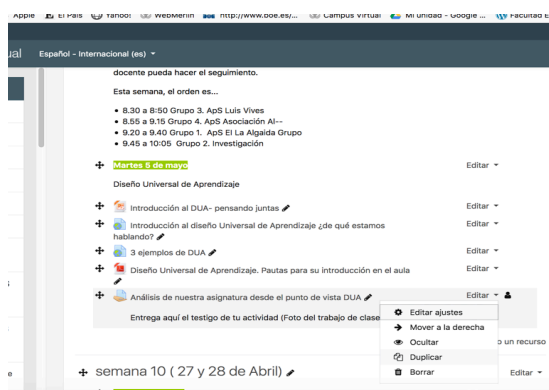 Apple El País Yahoo! WebMerlin http://www.boe.es/... Campus Virtual Mi unidad - Google ... Facultad E
ual Español - Internacional (es)
docente pueda hacer el seguimiento.
Esta semana, el orden es...
• 8.30 a 8:50 Grupo 3. ApS Luis Vives
• 8.55 a 9.15 Grupo 4. ApS Asociación Al--
• 9.20 a 9.40 Grupo 1. ApS El La Algaida Grupo
• 9.45 a 10:05 Grupo 2. Investigación
Martes 5 de mayo Editar
Diseño Universal de Aprendizaje
Introducción al DUA- pensando juntas Editar
Introducción al diseño Universal de Aprendizaje ¿de qué estamos Editar
hablando?
3 ejemplos de DUA Editar
Diseño Universal de Aprendizaje. Pautas para su introducción en el aula Editar
Análisis de nuestra asignatura desde el punto de vista DUA Editar
Entrega aquí el testigo de tu actividad (Foto del trabajo de clase
Editar ajustes
Mover a la derecha
Ocultar
o un recurso
Duplicar
Borrar
semana 10 ( 27 y 28 de Abril) Editar